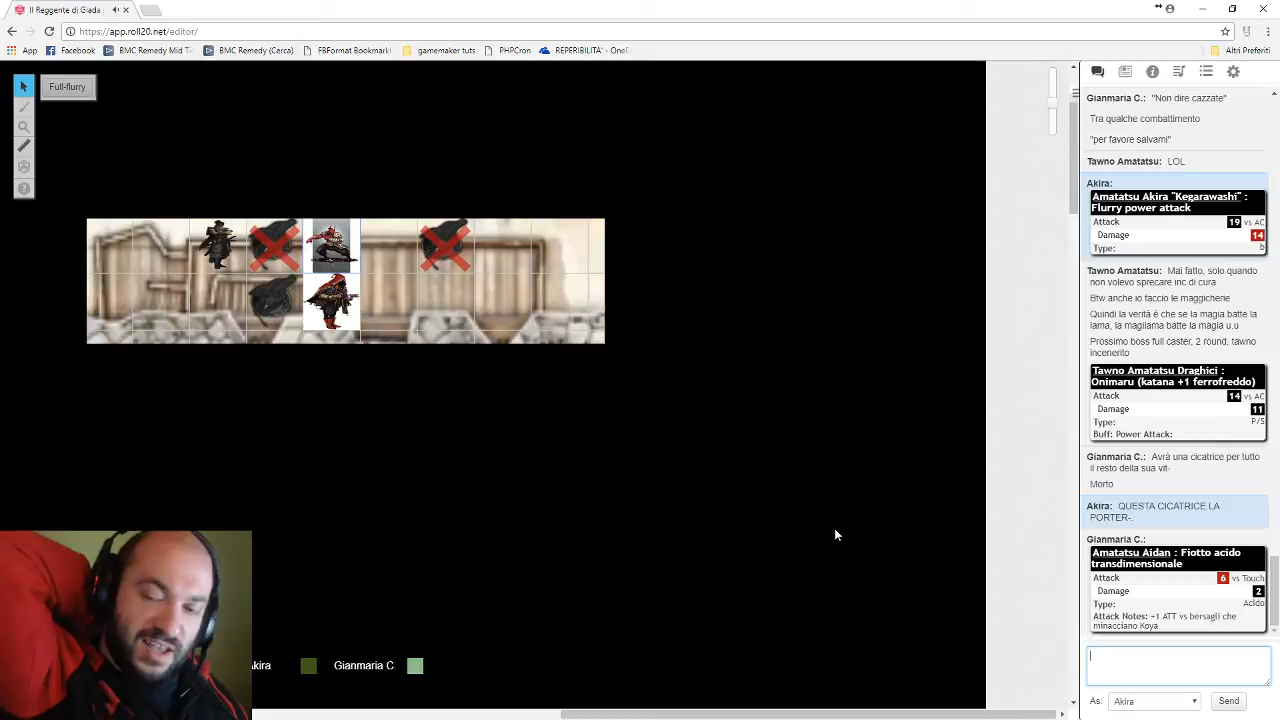 Il Reggente di Giada
https://app.roll20.net/editor/
App
Facebook
BMC Remedy Mid Ti
BMC Remedy (Cerca)
FBFormat Bookmarkl
gamemaker tuts
PHPCron
REPERIBILITA' - OneD
Altri Preferiti
Full-flurry
Gianmaria C.: "Non dire cazzate"
Tra qualche combattimento
"per favore salvami"
Tawno Amatatsu: LOL
Akira:
Amatatsu Akira "Kegarawashi" :
Flurry power attack
Attack 19 vs AC
Damage 14
Type: b
Tawno Amatatsu: Mai fatto, solo quando
non volevo sprecare inc di cura
Btw anche io faccio le maggicherie
Quindi la verità è che se la magia batte la
lama, la magilama batte la magia u.u
Prossimo boss full caster, 2 round, tawno
incenerito
Tawno Amatatsu Draghici :
Onimaru (katana +1 ferrofreddo)
Attack 14 vs AC
Damage 11
Type: P/S
Buff: Power Attack:
Gianmaria C.: Avrà una cicatrice per tutto
il resto della sua vit-
Morto
Akira: QUESTA CICATRICE LA
PORTER-.
Gianmaria C.:
Amatatsu Aidan : Fiotto acido
transdimensionale
Attack 6 vs Touch
Damage 2
Type: Acido
Attack Notes: +1 ATT vs bersagli che
minacciano Koya
kira
Gianmaria C
As: Akira
Send